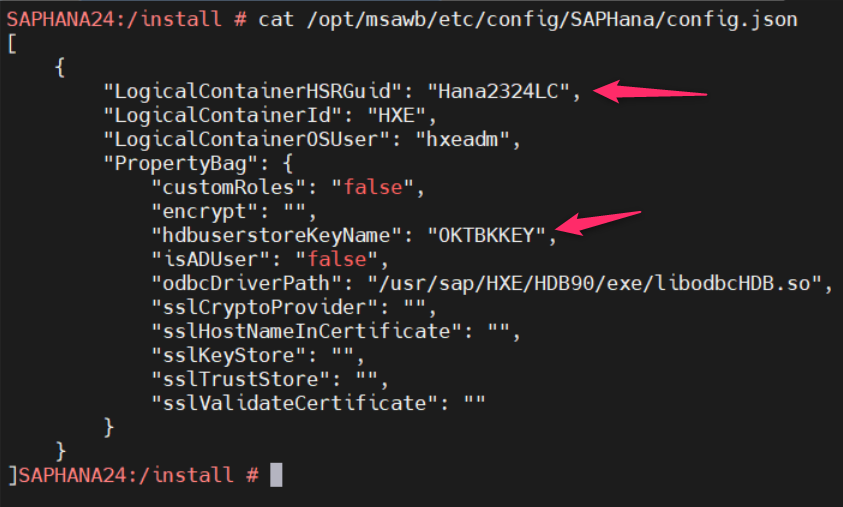 SAPHANA24:/install # cat /opt/msawb/etc/config/SAPHana/config.json
[
    {
        "LogicalContainerHSRGuid": "Hana2324LC",
        "LogicalContainerId": "HXE",
        "LogicalContainerOSUser": "hxeadm",
        "PropertyBag": {
            "customRoles": "false",
            "encrypt": "",
            "hdbuserstoreKeyName": "OKTBKKEY",
            "isADUser": "false",
            "odbcDriverPath": "/usr/sap/HXE/HDB90/exe/libodbcHDB.so",
            "sslCryptoProvider": "",
            "sslHostNameInCertificate": "",
            "sslKeyStore": "",
            "sslTrustStore": "",
            "sslValidateCertificate": ""
        }
    }
]SAPHANA24:/install #